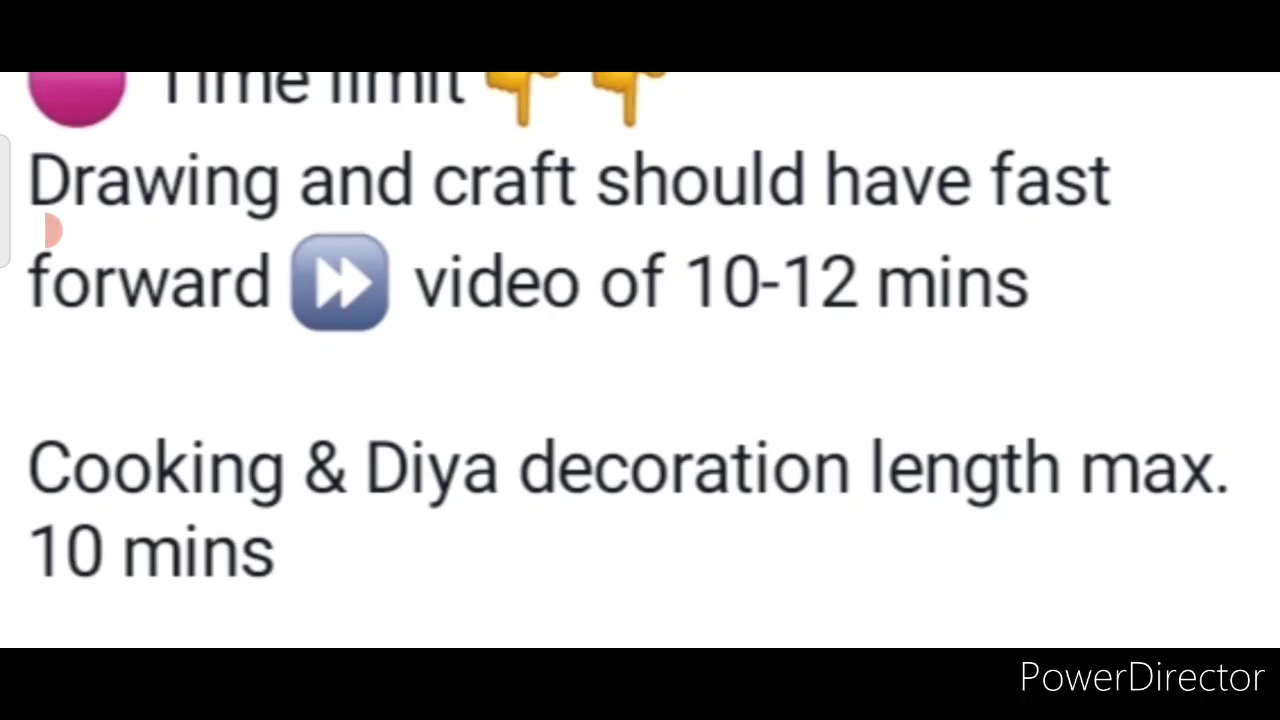 Time limit 👇 👇
Drawing and craft should have fast
forward ⏩ video of 10-12 mins
Cooking & Diya decoration length max.
10 mins
PowerDirector